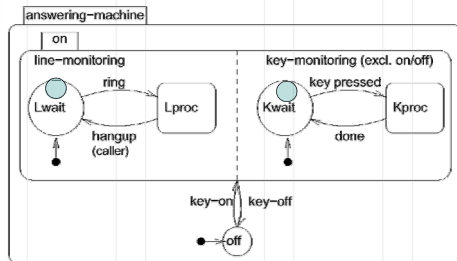 answering-machine
on
line-monitoring
key-monitoring (excl. on/off)
ring
key pressed
Lwait
Lproc
Kwait
Kproc
hangup
(caller)
done
key-on
key-off
off